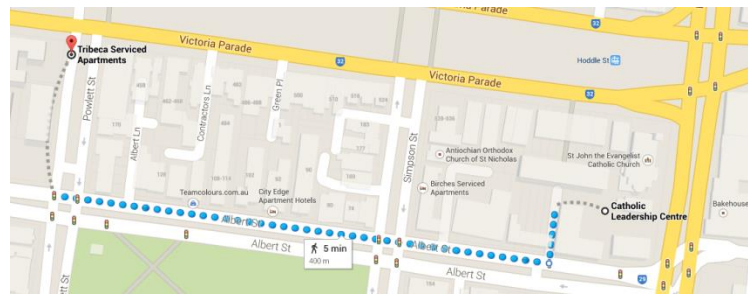 Tribeca Serviced
Apartments
Victoria Parade
32
Hoddle St
Victoria Parade
32
32
Powlett St
Contractors Ln
Green Pl
Albert Ln
Simpson St
Antiochian Orthodox
Church of St Nicholas
St John the Evangelist
Catholic Church
Birches Serviced
Apartments
Teamcolours.com.au
City Edge
Apartment Hotels
Catholic
Leadership Centre
Bakehouse
Albert St
Albert St
Albert St
Albert St
5 min
400 m
29
104